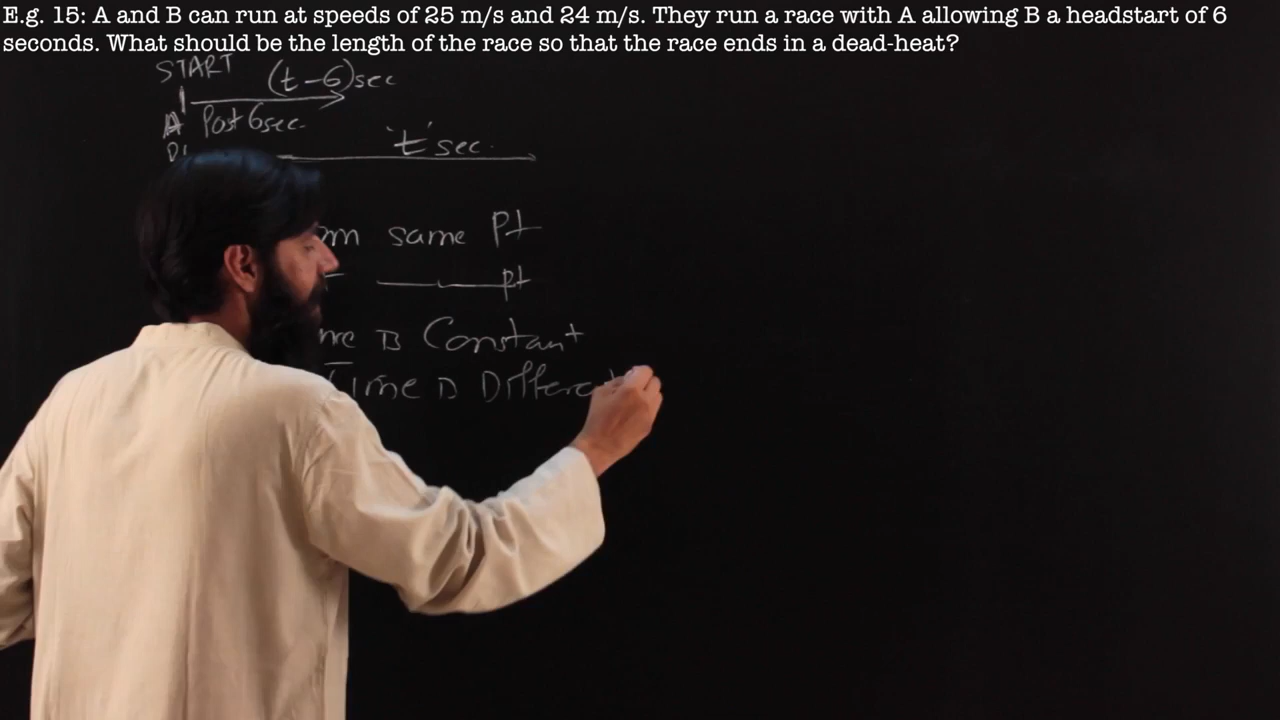 E.g. 15: A and B can run at speeds of 25 m/s and 24 m/s. They run a race with A allowing B a headstart of 6
seconds. What should be the length of the race so that the race ends in a dead-heat?
START
(t-6)sec
A Post 6sec.
't' sec.
same pt
pt
is Constant
Time is